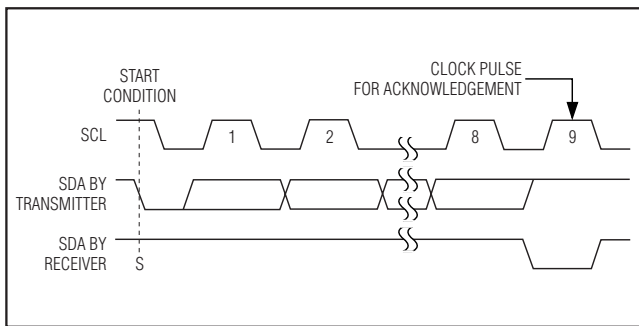 START
CONDITION
CLOCK PULSE
FOR ACKNOWLEDGEMENT
SCL
1
2
8
9
SDA BY
TRANSMITTER
SDA BY
RECEIVER
S